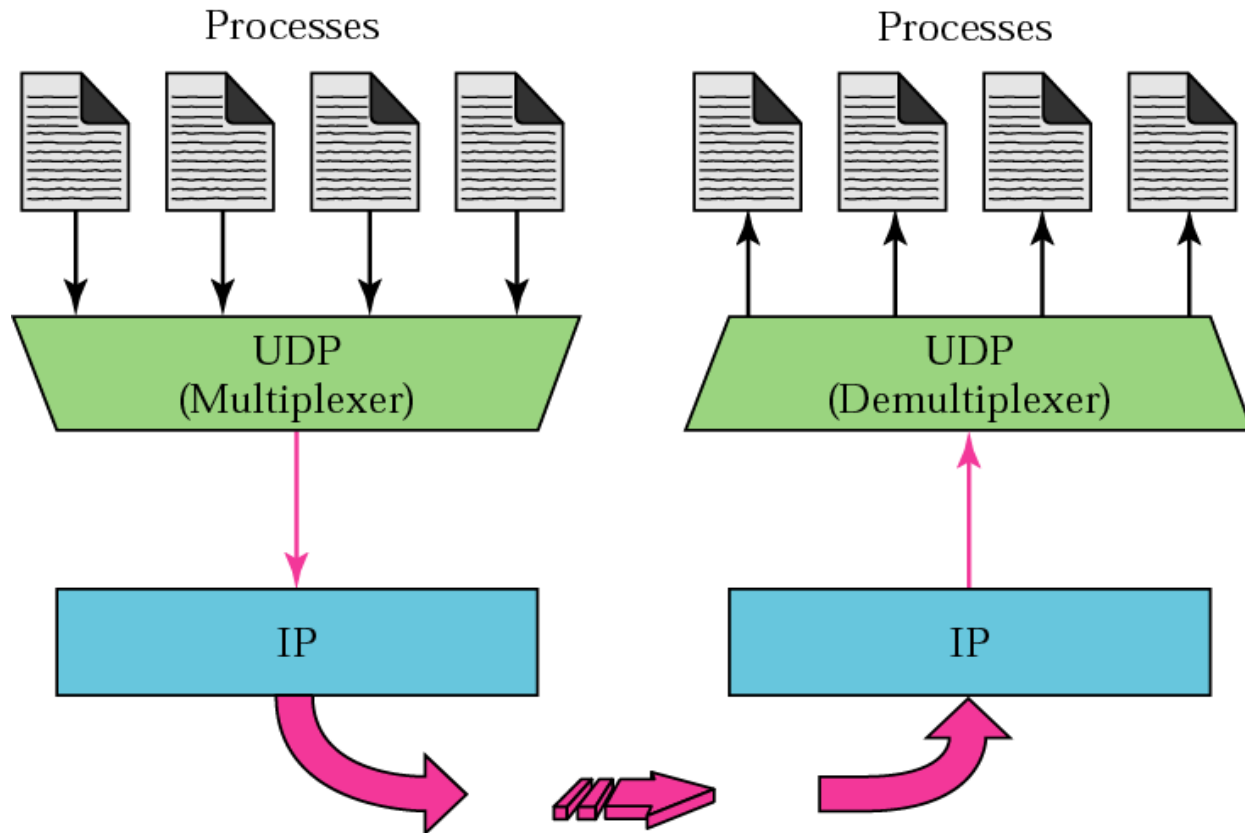 Processes
Processes
UDP
(Multiplexer)
UDP
(Demultiplexer)
IP
IP